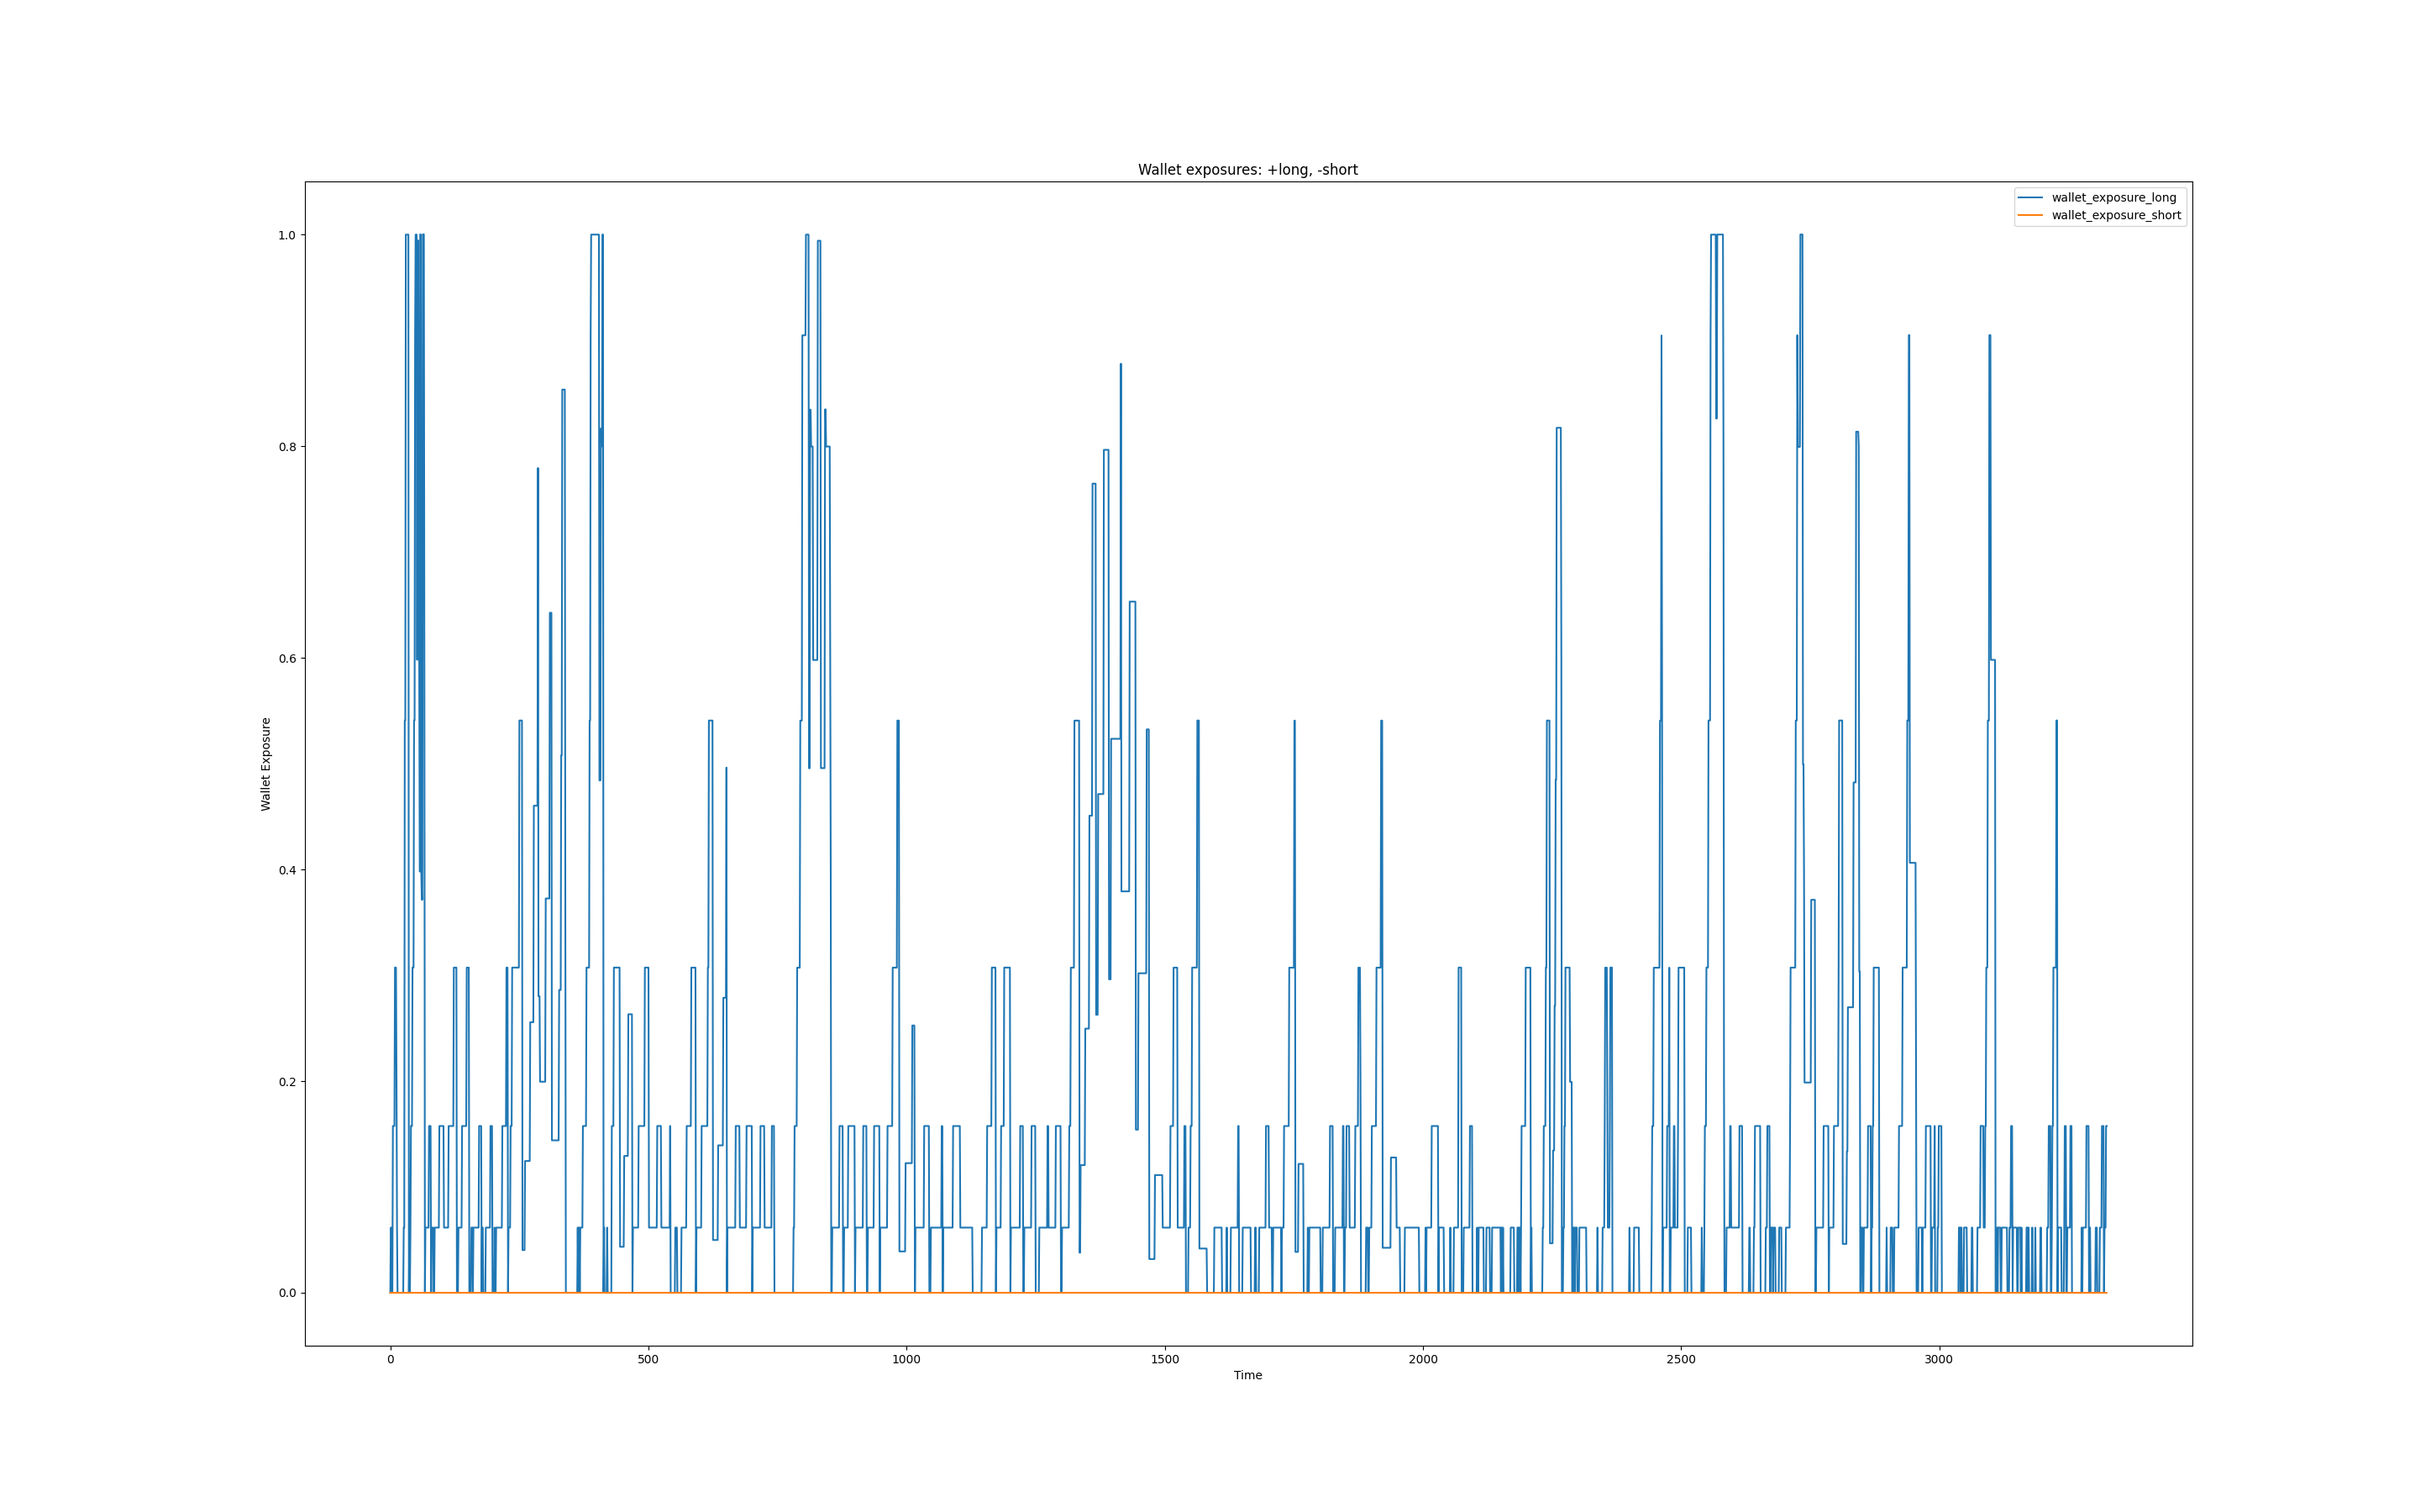 Wallet exposures: +long, -short
wallet_exposure_long
wallet_exposure_short
1.0
0.8
0.6
0.4
0.2
0.0
Wallet Exposure
0 500 1000 1500 2000 2500 3000
Time